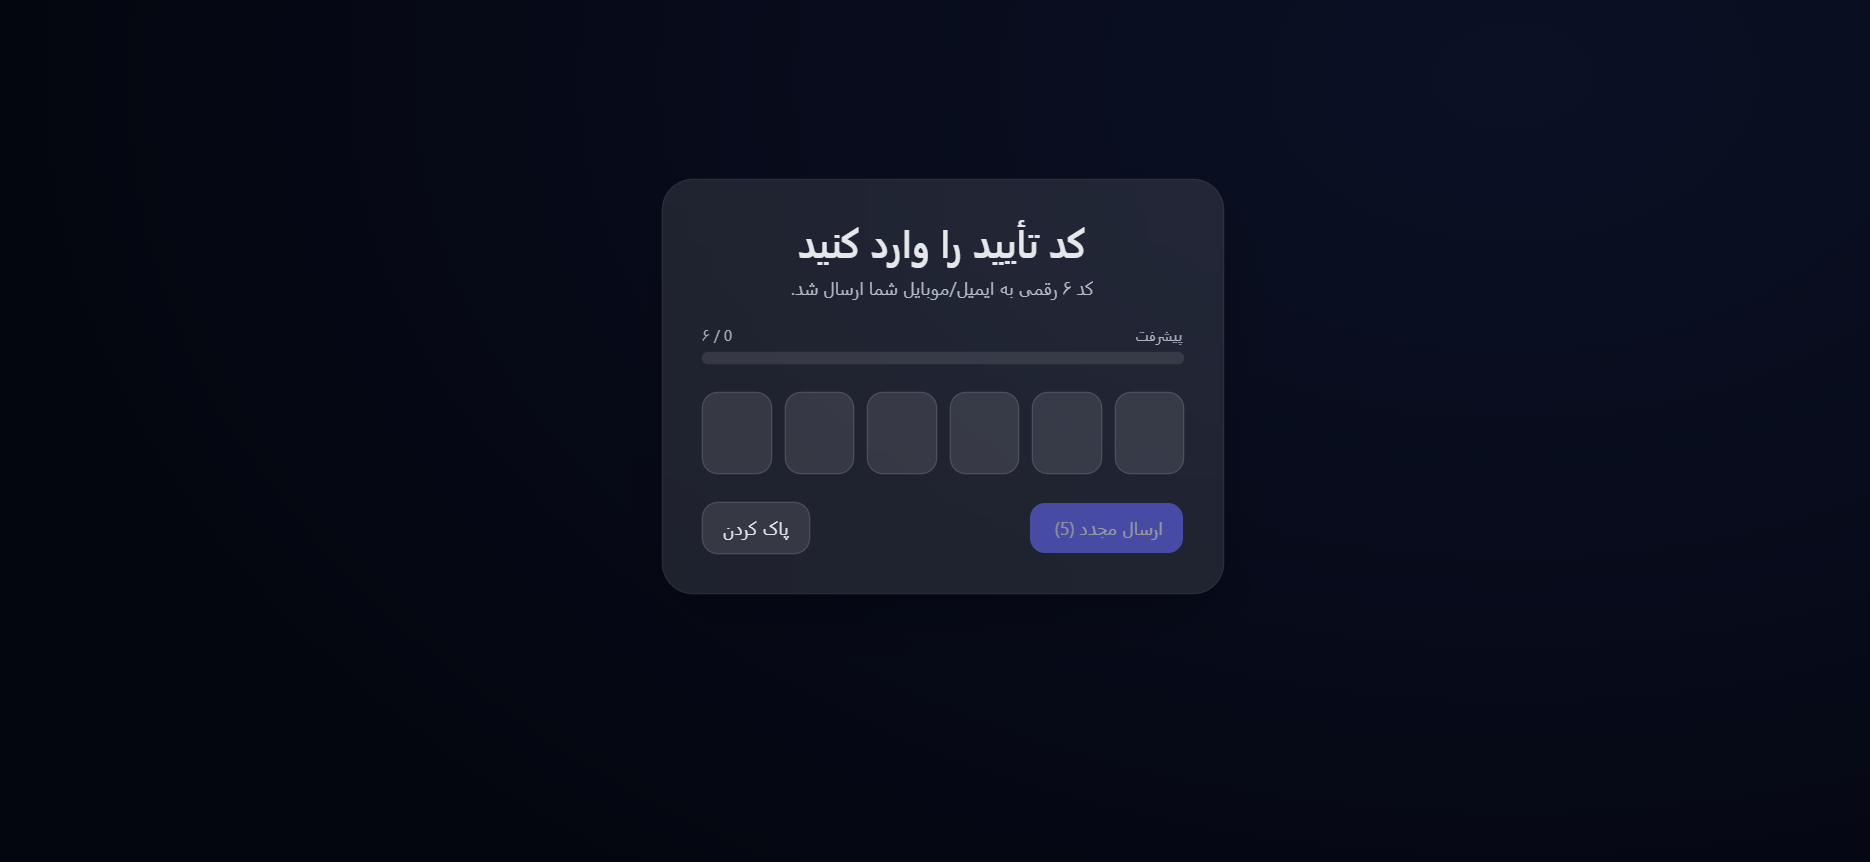 کد تأیید را وارد کنید
کد ۶ رقمی به ایمیل/موبایل شما ارسال شد.
پیشرفت
0 / ۶
ارسال مجدد (5)
پاک کردن